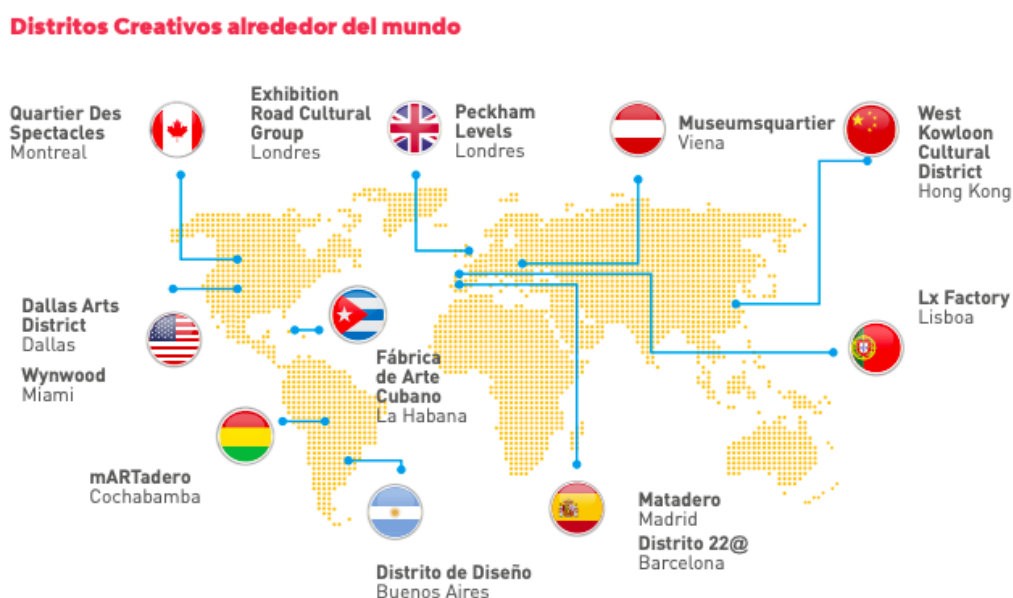 Distritos Creativos alrededor del mundo
Quartier Des
Spectacles
Montreal
Exhibition
Road Cultural
Group
Londres
Peckham
Levels
Londres
Museumsquartier
Viena
West
Kowloon
Cultural
District
Hong Kong
Dallas Arts
District
Dallas
Wynwood
Miami
Fábrica
de Arte
Cubano
La Habana
Lx Factory
Lisboa
mARTadero
Cochabamba
Distrito de Diseño
Buenos Aires
Matadero
Madrid
Distrito 22@
Barcelona